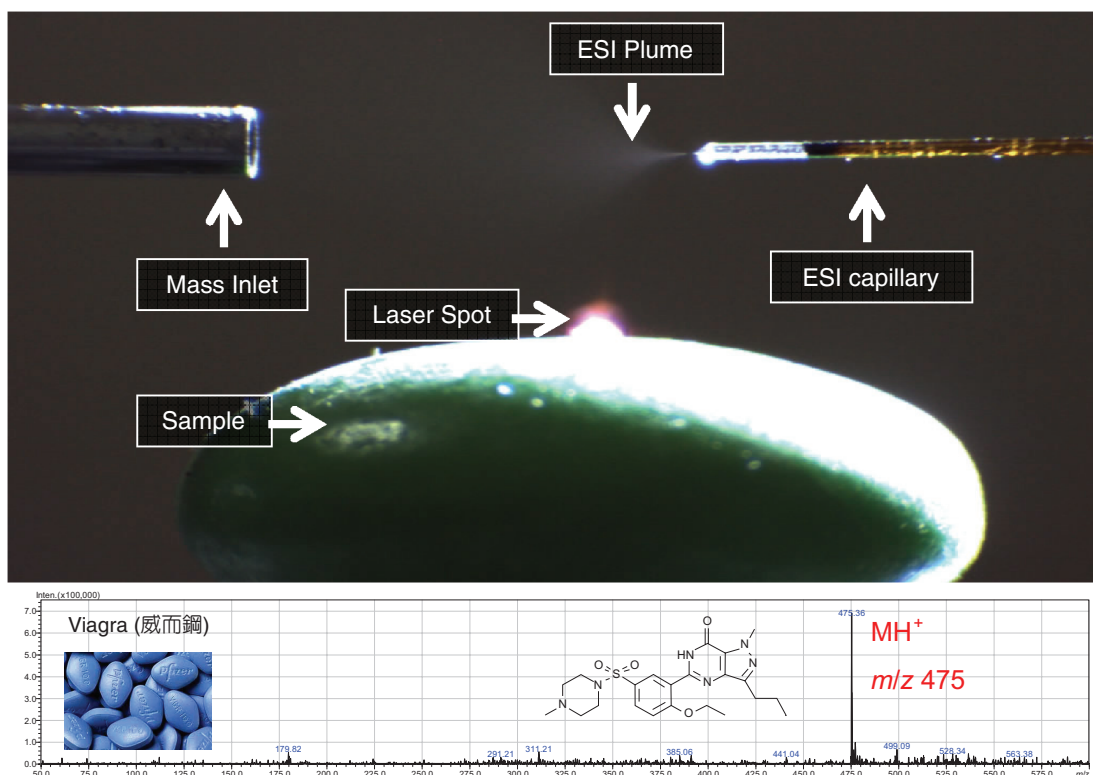 ESI Plume
Mass Inlet
ESI capillary
Laser Spot
Sample
Inten.(x100,000)
7.0
6.0
5.0
4.0
3.0
2.0
1.0
0.0
Viagra (威而鋼)
Pfizer
O
N
HN
N
N
N
O O
S
N
N
O
475.36
MH+
m/z 475
179.82
291.21
311.21
385.06
441.04
499.09
528.34
563.38
50.0 75.0 100.0 125.0 150.0 175.0 200.0 225.0 250.0 275.0 300.0 325.0 350.0 375.0 400.0 425.0 450.0 475.0 500.0 525.0 550.0 575.0 m/z